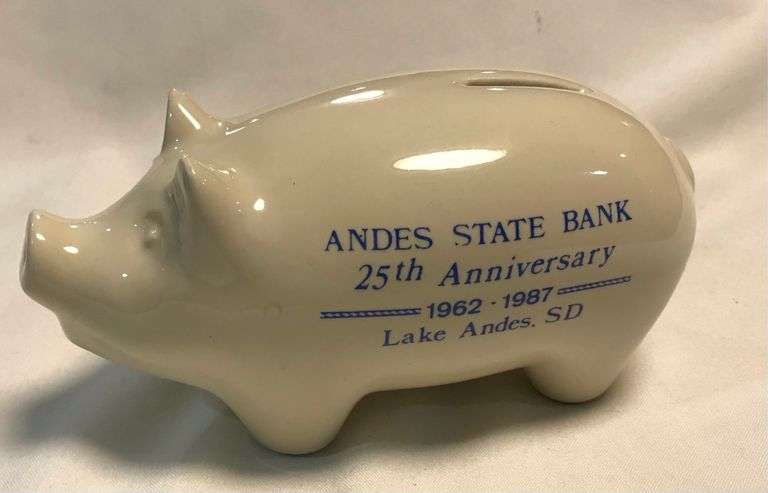 ANDES STATE BANK
25th Anniversary
1962 · 1987
Lake Andes, SD